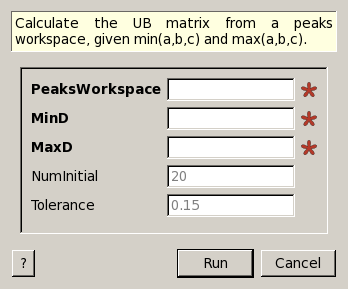 Calculate the UB matrix from a peaks
workspace, given min(a,b,c) and max(a,b,c).
PeaksWorkspace
MinD
MaxD
NumInitial 20
Tolerance 0.15
? Run Cancel